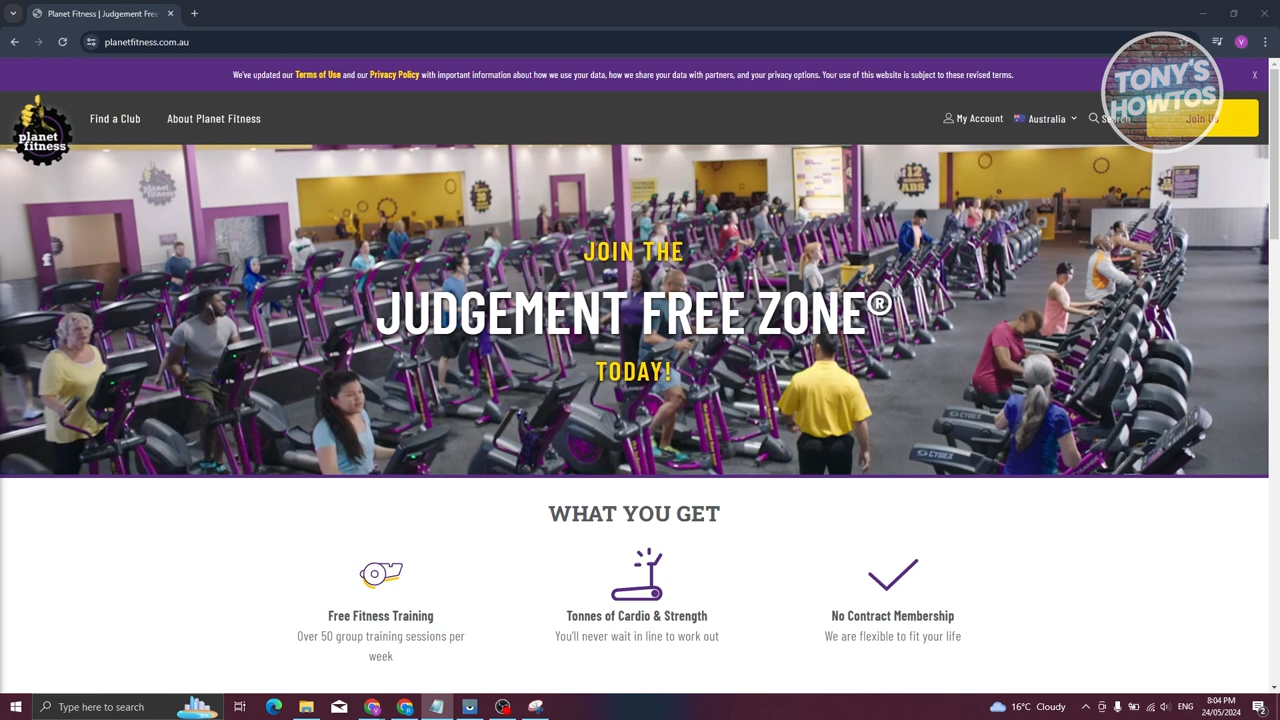 Planet Fitness | Judgement Free
planetfitness.com.au
V
We've updated our Terms of Use and our Privacy Policy with important information about how we use your data, how we share your data with partners, and your privacy options. Your use of this website is subject to these revised terms.
X
TONY'S
HOWTOS
planet
fitness
Find a Club
About Planet Fitness
My Account
Australia
Search
Join Us
JOIN THE
JUDGEMENT FREE ZONE®
TODAY!
CYBEX
WHAT YOU GET
Free Fitness Training
Over 50 group training sessions per
week
Tonnes of Cardio & Strength
You'll never wait in line to work out
No Contract Membership
We are flexible to fit your life
Type here to search
16°C Cloudy
ENG
8:04 PM
24/05/2024
2